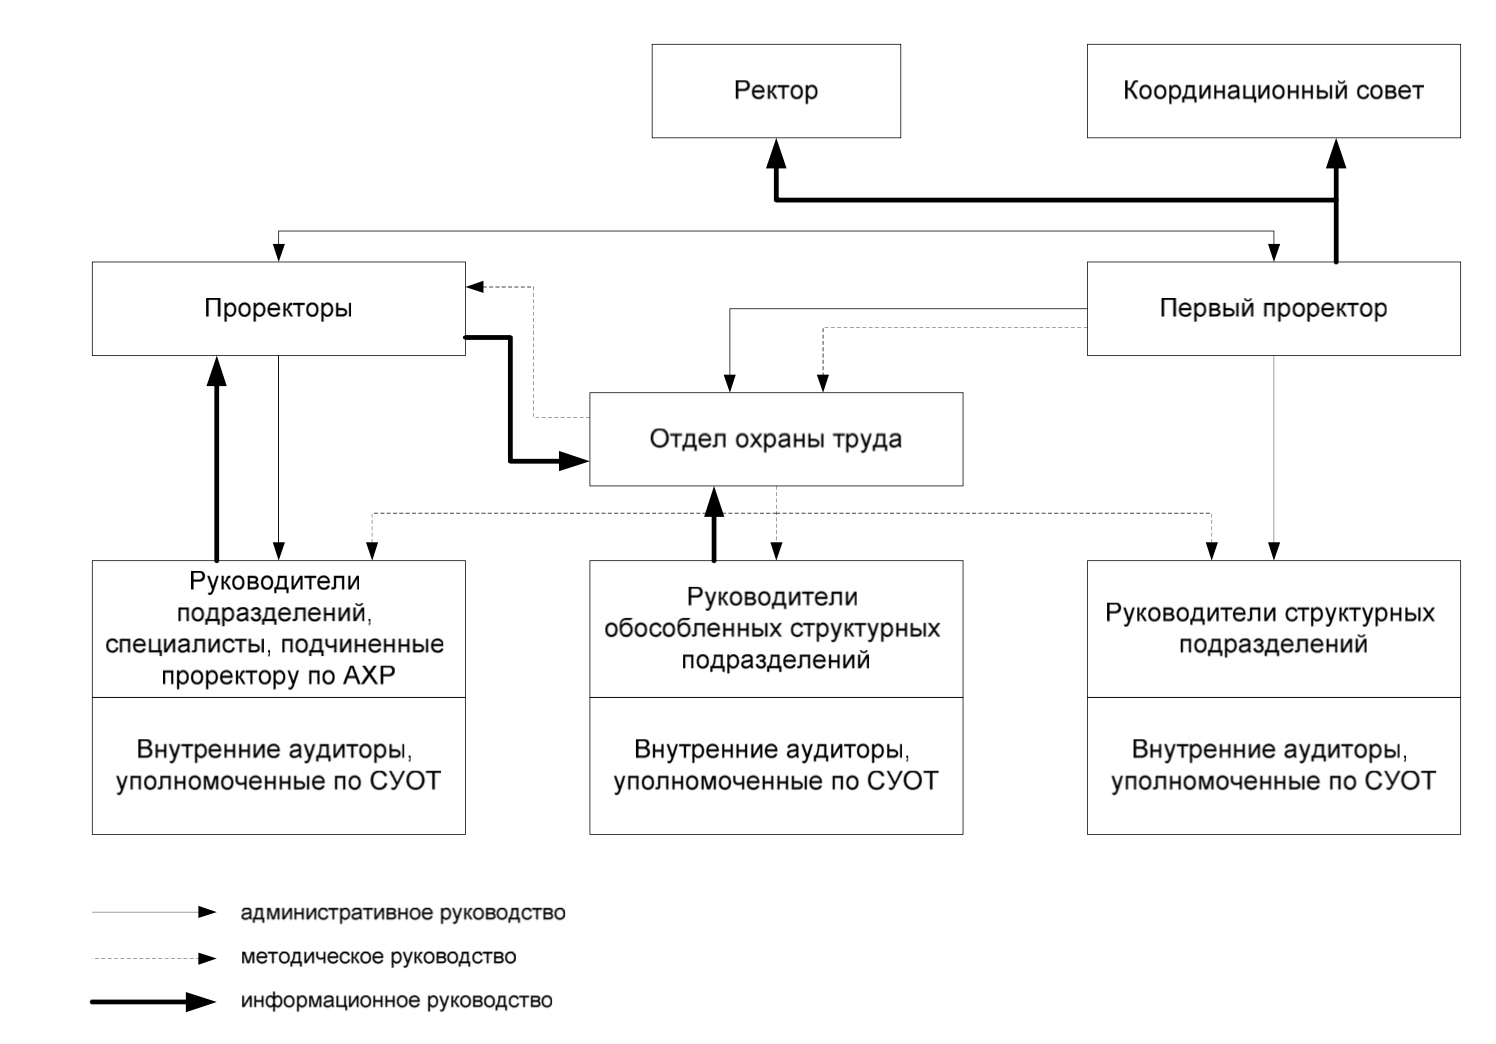 Ректор
Координационный совет
Проректоры
Первый проректор
Отдел охраны труда
Руководители
подразделений,
специалисты, подчиненные
проректору по АХР
Руководители
обособленных структурных
подразделений
Руководители структурных
подразделений
Внутренние аудиторы,
уполномоченные по СУОТ
Внутренние аудиторы,
уполномоченные по СУОТ
Внутренние аудиторы,
уполномоченные по СУОТ
административное руководство
методическое руководство
информационное руководство